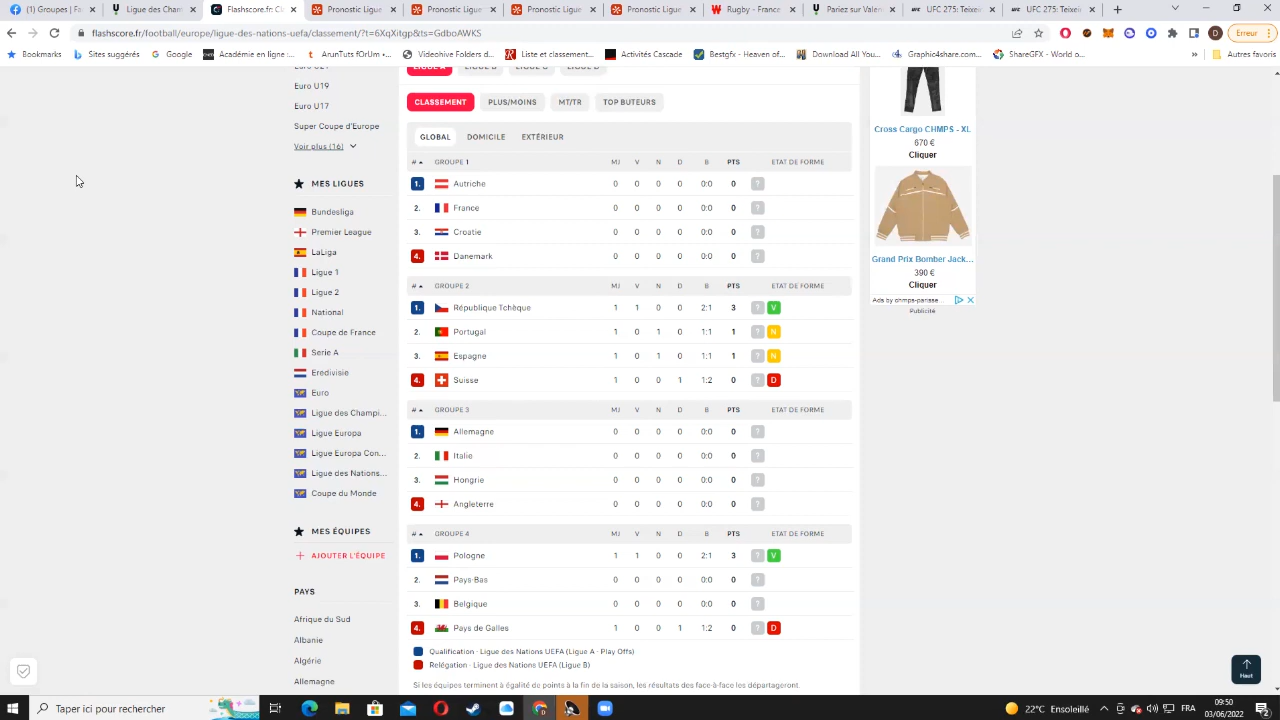 (1) Groupes | Fa
Ligue des Cham
Flashscore.fr: Cl
Pronostic Ligue
Pronostic Ligue
Pronostic Ligue
Pronostic Ligue
Rugby - France
Pariez sur Valen
UFC 275: Teixei
UFC 275: Teixei
flashscore.fr/football/europe/ligue-des-nations-uefa/classement/?t=6XqXitgp&ts=GdboAWKS
Erreur
Bookmarks
Sites suggérés
Google
Académie en ligne :...
ArunTuts fOrUm - t...
Videohive Folders d...
Liste et classement...
Activités Cascade
Bestgfx – Heaven of...
Download All You...
Graphic4share.com...
ShareGFX - World o...
»
Autres favoris
Euro U19
Euro U17
Super Coupe d'Europe
Voir plus (16)
MES LIGUES
Bundesliga
Premier League
LaLiga
Ligue 1
Ligue 2
National
Coupe de France
Serie A
Eredivisie
Euro
Ligue des Champi...
Ligue Europa
Ligue Europa Con...
Ligue des Nations...
Coupe du Monde
MES ÉQUIPES
+ AJOUTER L'ÉQUIPE
PAYS
Afrique du Sud
Albanie
Algérie
Allemagne
CLASSEMENT PLUS/MOINS MT/TR TOP BUTEURS
GLOBAL DOMICILE EXTÉRIEUR
# GROUPE 1 MJ V N D B PTS ETAT DE FORME
1. Autriche 0 0 0 0 0:0 0 ?
2. France 0 0 0 0 0:0 0 ?
3. Croatie 0 0 0 0 0:0 0 ?
4. Danemark 0 0 0 0 0:0 0 ?
# GROUPE 2 MJ V N D B PTS ETAT DE FORME
1. République Tchèque 1 1 0 0 2:1 3 ? V
2. Portugal 1 0 1 0 1:1 1 ? N
3. Espagne 1 0 1 0 1:1 1 ? N
4. Suisse 1 0 0 1 1:2 0 ? D
# GROUPE 3 MJ V N D B PTS ETAT DE FORME
1. Allemagne 0 0 0 0 0:0 0 ?
2. Italie 0 0 0 0 0:0 0 ?
3. Hongrie 0 0 0 0 0:0 0 ?
4. Angleterre 0 0 0 0 0:0 0 ?
# GROUPE 4 MJ V N D B PTS ETAT DE FORME
1. Pologne 1 1 0 0 2:1 3 ? V
2. Pays-Bas 0 0 0 0 0:0 0 ?
3. Belgique 0 0 0 0 0:0 0 ?
4. Pays de Galles 1 0 0 1 1:2 0 ? D
Qualification - Ligue des Nations UEFA (Ligue A - Play Offs)
Relégation - Ligue des Nations UEFA (Ligue B)
Si les équipes terminent à égalité de points à la fin de la saison, les résultats des face-à-face les départageront.
Cross Cargo CHMPS - XL
670 €
Cliquer
Grand Prix Bomber Jack...
390 €
Cliquer
Ads by chmps-parisse...
Publicité
Haut
Taper ici pour rechercher
22°C Ensoleillé
FRA
09:50
03/06/2022
2